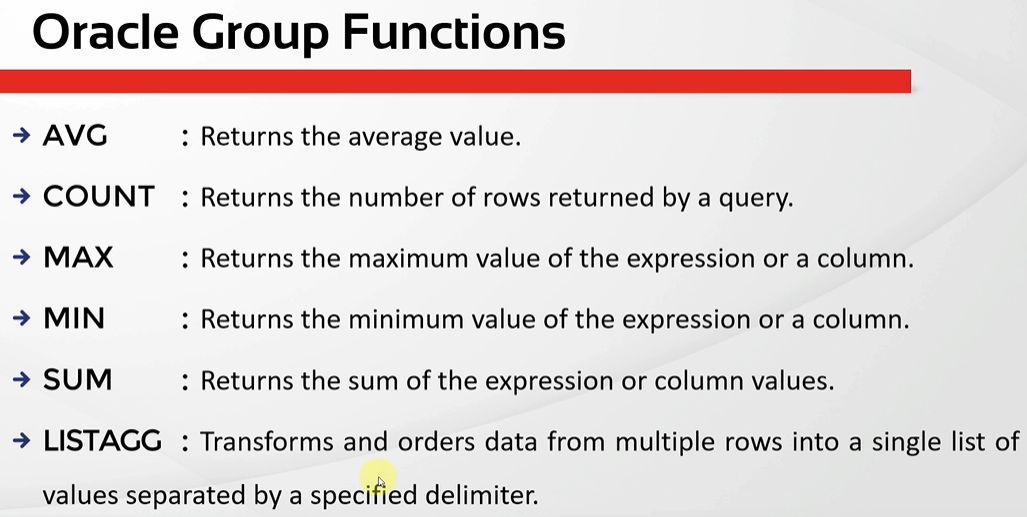 Oracle Group Functions
→ AVG : Returns the average value.
→ COUNT : Returns the number of rows returned by a query.
→ MAX : Returns the maximum value of the expression or a column.
→ MIN : Returns the minimum value of the expression or a column.
→ SUM : Returns the sum of the expression or column values.
→ LISTAGG : Transforms and orders data from multiple rows into a single list of
values separated by a specified delimiter.